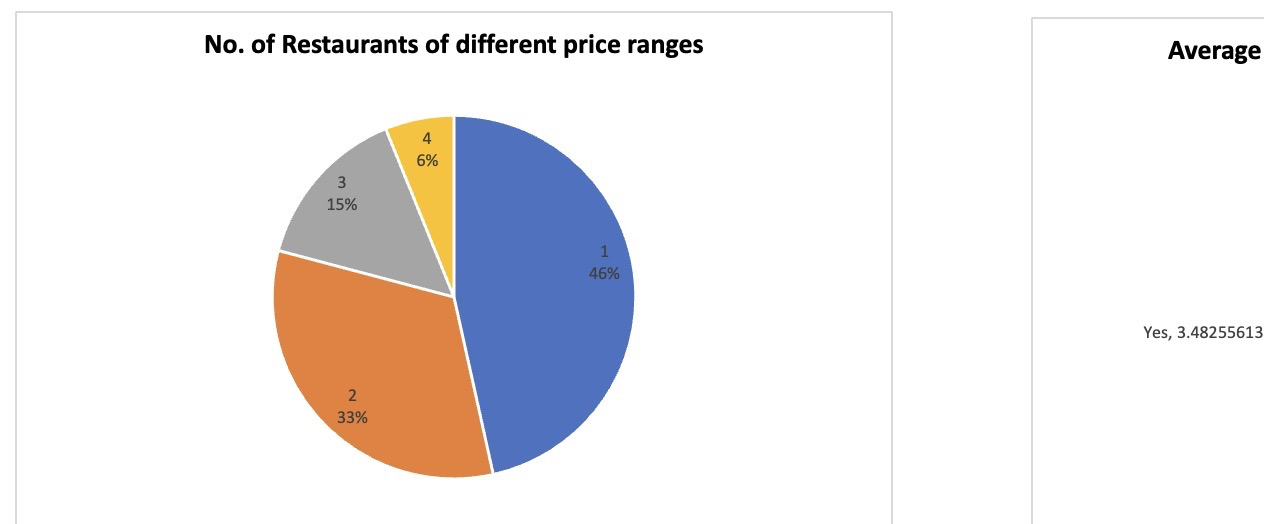 No. of Restaurants of different price ranges
4
6%
3
15%
1
46%
2
33%
Average
Yes, 3.48255613